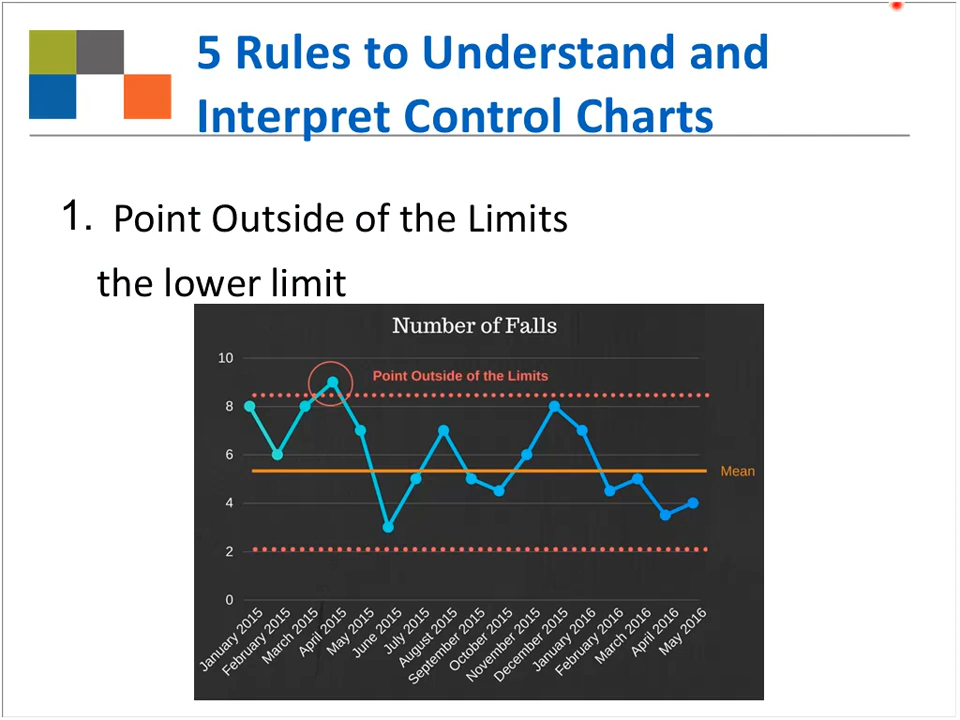 5 Rules to Understand and
Interpret Control Charts
1. Point Outside of the Limits
the lower limit
Number of Falls
10
Point Outside of the Limits
8
6
Mean
4
2
0
January 2015
February 2015
March 2015
April 2015
May 2015
June 2015
July 2015
August 2015
September 2015
October 2015
November 2015
December 2015
January 2016
February 2016
March 2016
April 2016
May 2016